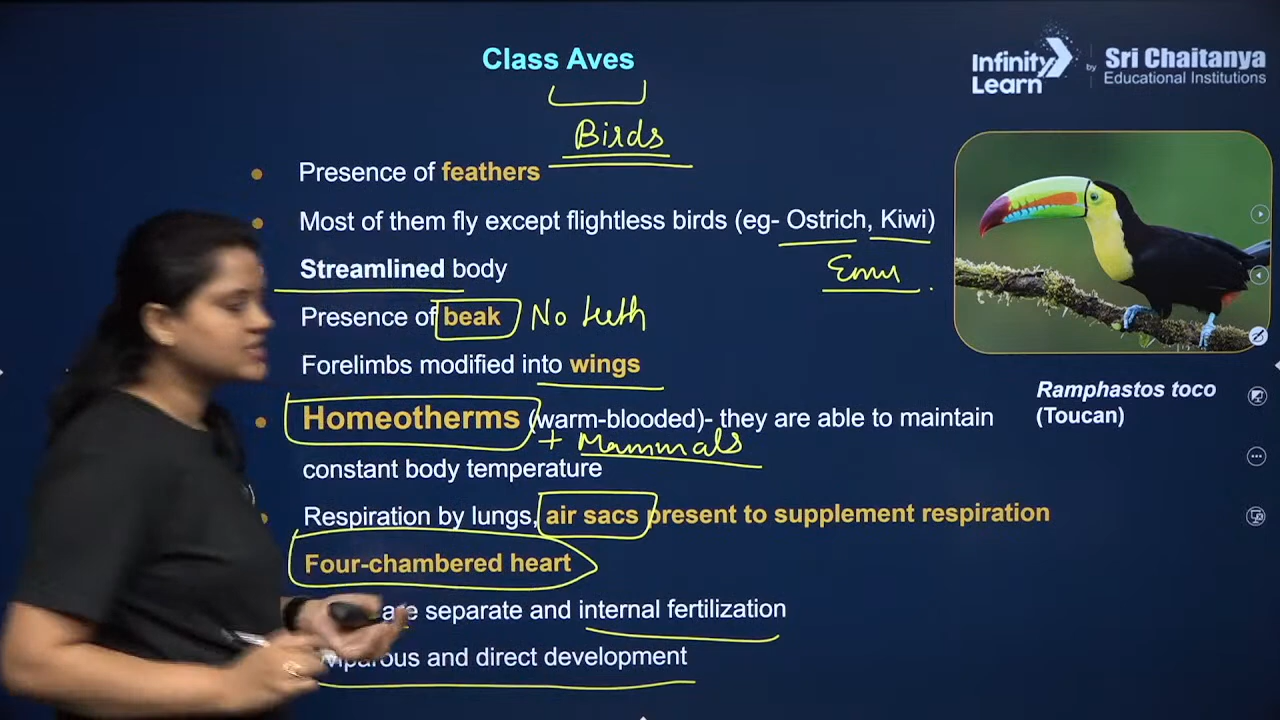 Class Aves
Infinity Learn
by
Sri Chaitanya
Educational Institutions
Birds
Presence of feathers
Most of them fly except flightless birds (eg- Ostrich, Kiwi)
Emu
Streamlined body
Presence of beak No teeth
Forelimbs modified into wings
Homeotherms (warm-blooded)- they are able to maintain
+ Mammals
constant body temperature
Respiration by lungs, air sacs present to supplement respiration
Four-chambered heart
are separate and internal fertilization
and direct development
Ramphastos toco
(Toucan)